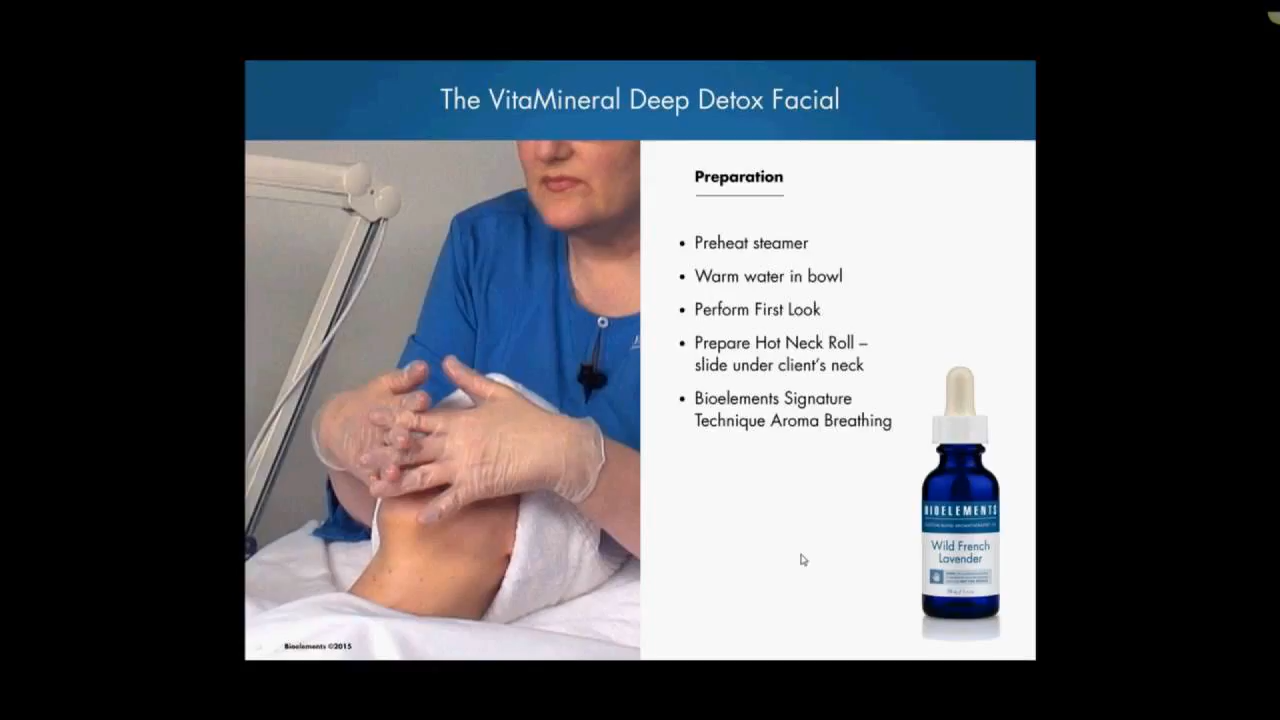 The VitaMineral Deep Detox Facial
Preparation
• Preheat steamer
• Warm water in bowl
• Perform First Look
• Prepare Hot Neck Roll –
slide under client's neck
• Bioelements Signature
Technique Aroma Breathing
BIOELEMENTS
Wild French
Lavender
Bioelements ©2015